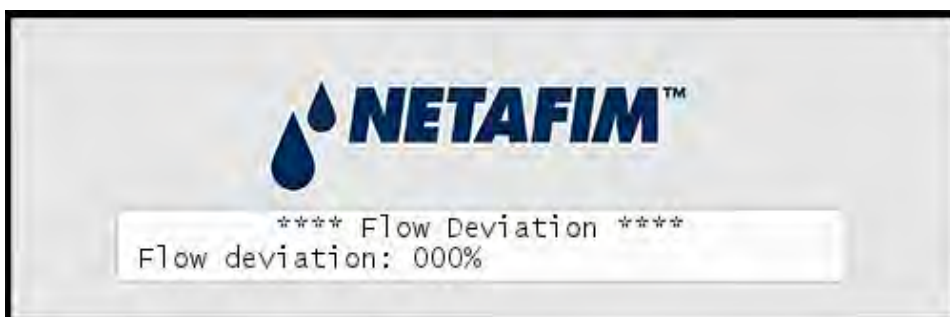 NETAFIM™
**** Flow Deviation ****
Flow deviation: 000%